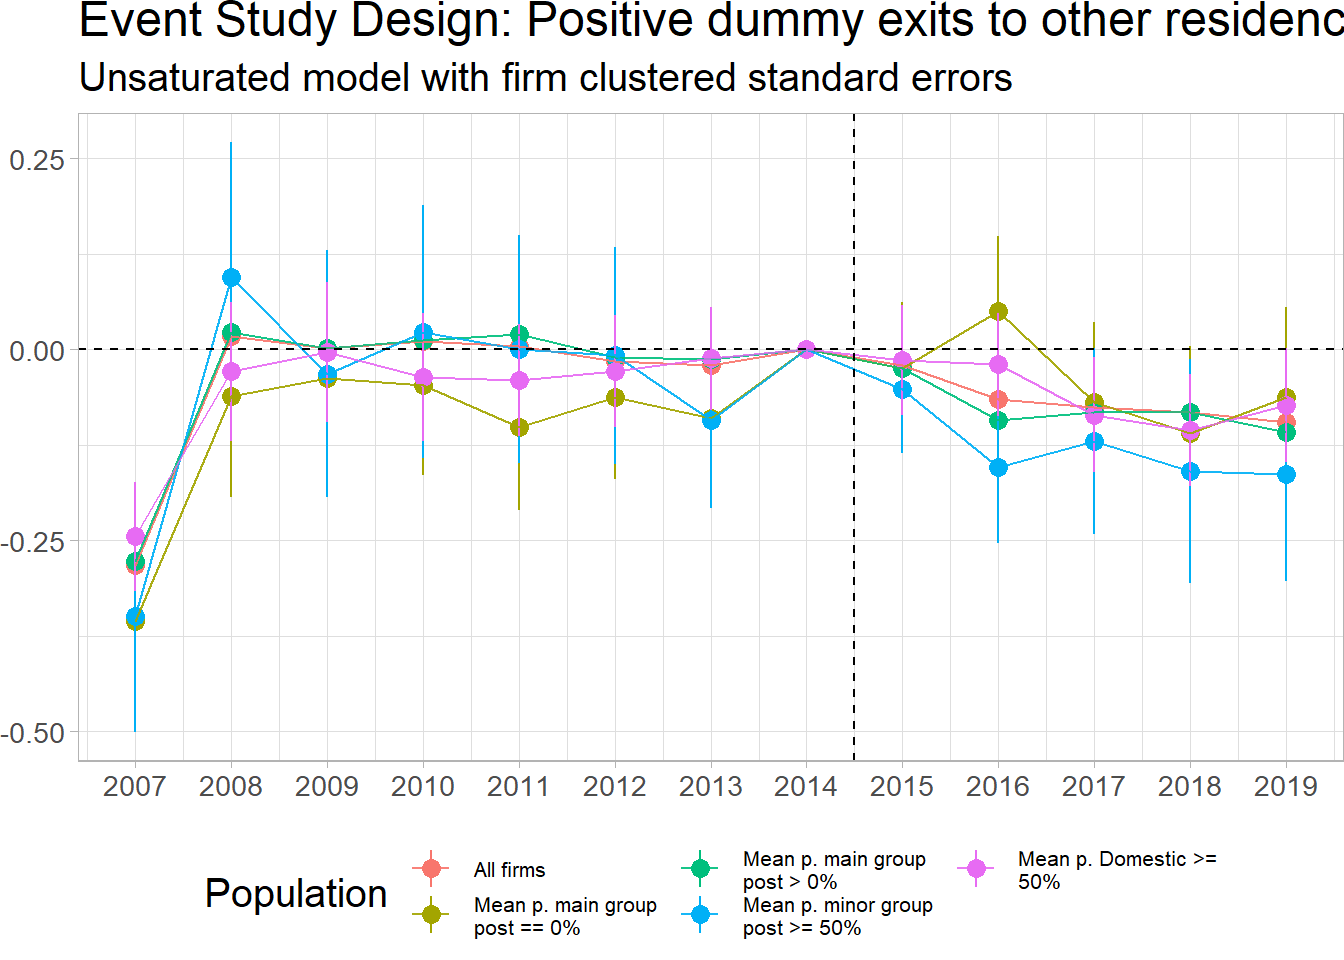 Event Study Design: Positive dummy exits to other residenc
Unsaturated model with firm clustered standard errors
0.25
0.00
-0.25
-0.50
2007 2008 2009 2010 2011 2012 2013 2014 2015 2016 2017 2018 2019
Population
All firms
Mean p. main group
post == 0%
Mean p. main group
post > 0%
Mean p. minor group
post >= 50%
Mean p. Domestic >=
50%